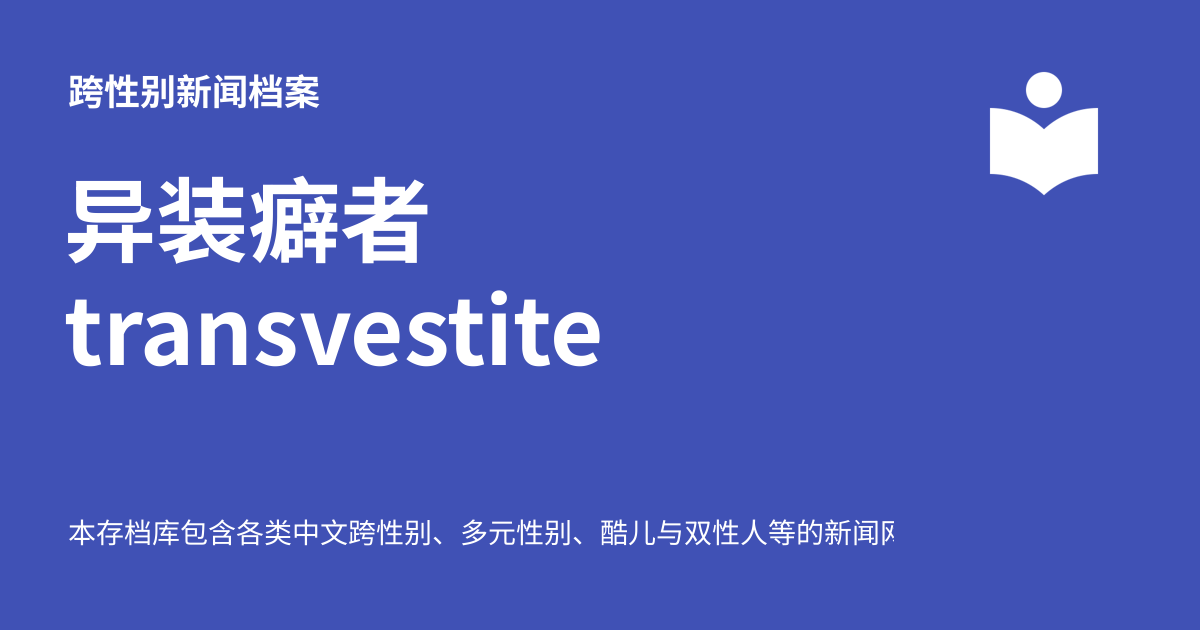 跨性别新闻档案
异装癖者
transvestite
本存档库包含各类中文跨性别、多元性别、酷儿与双性人等的新闻